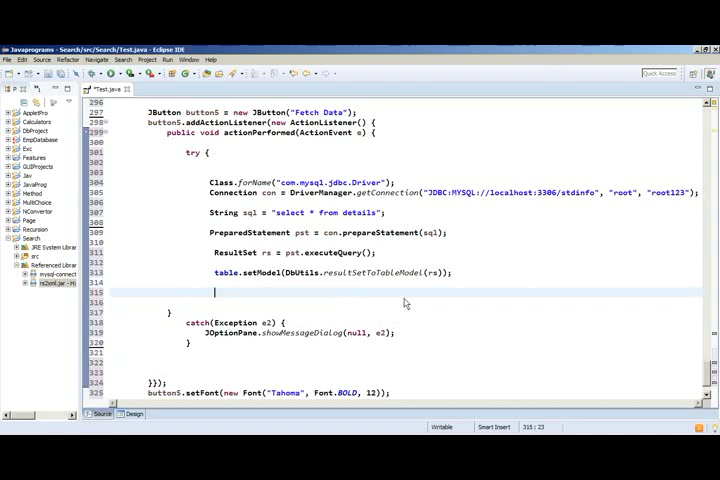 Javaprograms - Search/src/Search/Test.java - Eclipse IDE
File Edit Source Refactor Navigate Search Project Run Window Help
Quick Access
P
*Test.java
AppletPro
Calculators
DbProject
EmpDatabase
Exc
Features
GUIProjects
Jav
JavaProg
Method
MultiChoice
NConvertor
Page
Recursion
Search
JRE System Librar
src
Referenced Librar
mysql-connect
rs2xml.jar - H:
296
297 JButton button5 = new JButton("Fetch Data");
298 button5.addActionListener(new ActionListener() {
299 public void actionPerformed(ActionEvent e) {
300
301 try {
302
303
304 Class.forName("com.mysql.jdbc.Driver");
305 Connection con = DriverManager.getConnection("JDBC:MYSQL://localhost:3306/stdinfo", "root", "root123");
306
307 String sql = "select * from details";
308
309 PreparedStatement pst = con.prepareStatement(sql);
310
311 ResultSet rs = pst.executeQuery();
312
313 table.setModel(DbUtils.resultSetToTableModel(rs));
314
315
316
317 }
318 catch(Exception e2) {
319 JOptionPane.showMessageDialog(null, e2);
320 }
321
322
323
324 }});
325 button5.setFont(new Font("Tahoma", Font.BOLD, 12));
Source Design
Writable Smart Insert 315 : 23